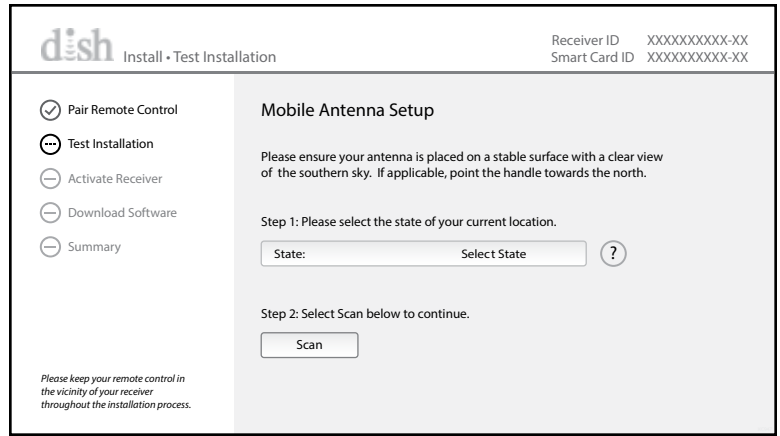 dish Install • Test Installation
Receiver ID XXXXXXXXXX-XX
Smart Card ID XXXXXXXXXX-XX
Pair Remote Control
Test Installation
Activate Receiver
Download Software
Summary
Please keep your remote control in
the vicinity of your receiver
throughout the installation process.
Mobile Antenna Setup
Please ensure your antenna is placed on a stable surface with a clear view
of the southern sky. If applicable, point the handle towards the north.
Step 1: Please select the state of your current location.
State: Select State ?
Step 2: Select Scan below to continue.
Scan